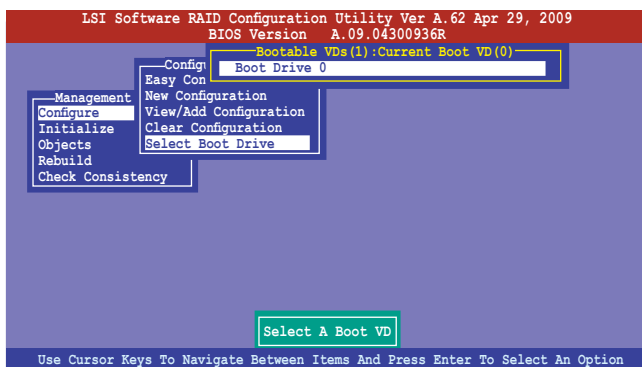 LSI Software RAID Configuration Utility Ver A.62 Apr 29, 2009
BIOS Version A.09.04300936R
Bootable VDs(1):Current Boot VD(0)
Boot Drive 0
Configu
Easy Con
New Configuration
View/Add Configuration
Clear Configuration
Select Boot Drive
Management
Configure
Initialize
Objects
Rebuild
Check Consistency
Select A Boot VD
Use Cursor Keys To Navigate Between Items And Press Enter To Select An Option